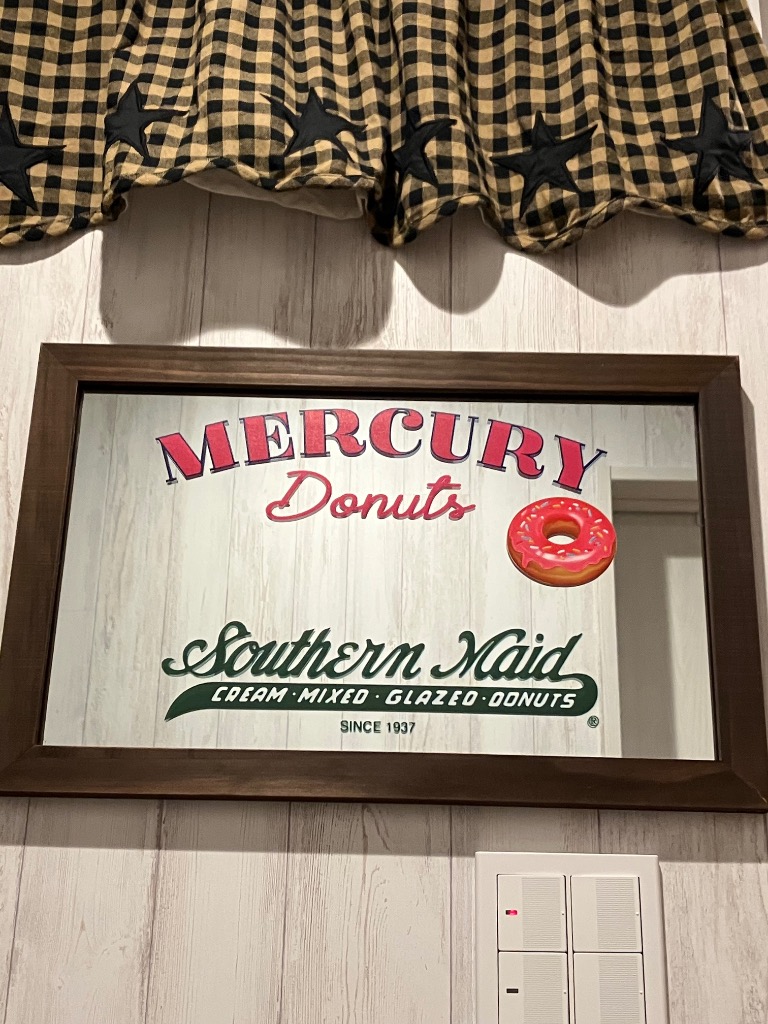 MERCURY
Donuts
Southern Maid
CREAM · MIXED · GLAZED · DONUTS
®
SINCE 1937